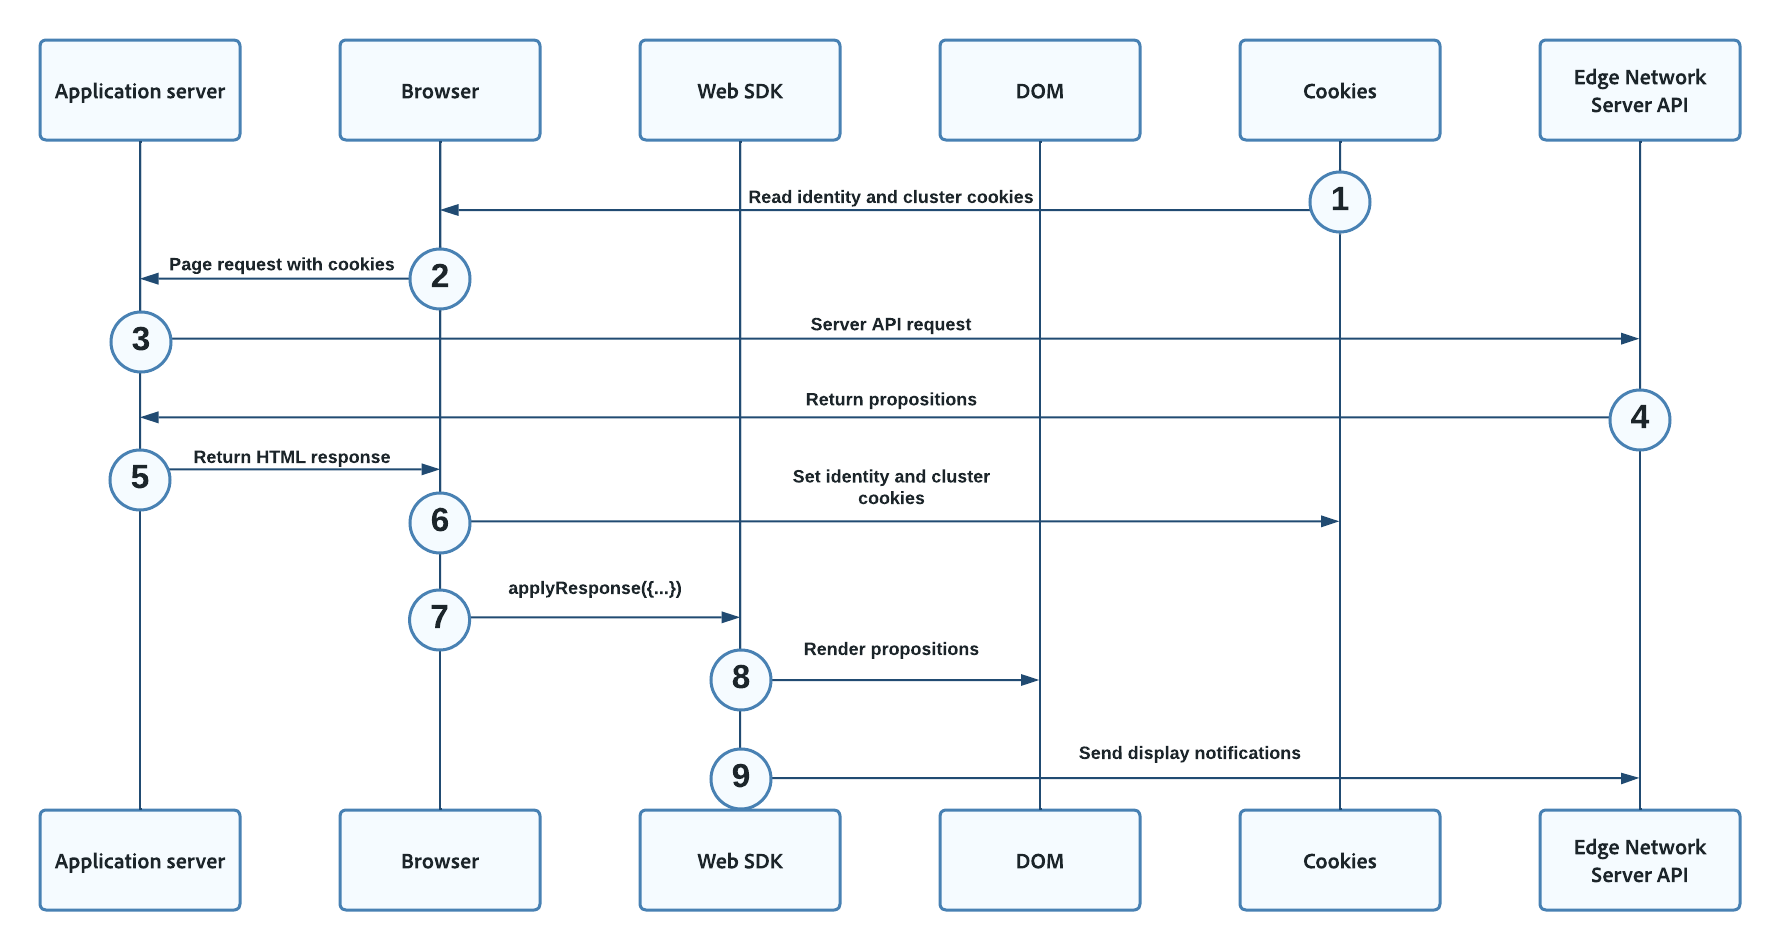 Application server
Browser
Web SDK
DOM
Cookies
Edge Network
Server API
1
Read identity and cluster cookies
2
Page request with cookies
3
Server API request
4
Return propositions
5
Return HTML response
Set identity and cluster
cookies
6
7
applyResponse({...})
8
Render propositions
9
Send display notifications
Application server
Browser
Web SDK
DOM
Cookies
Edge Network
Server API